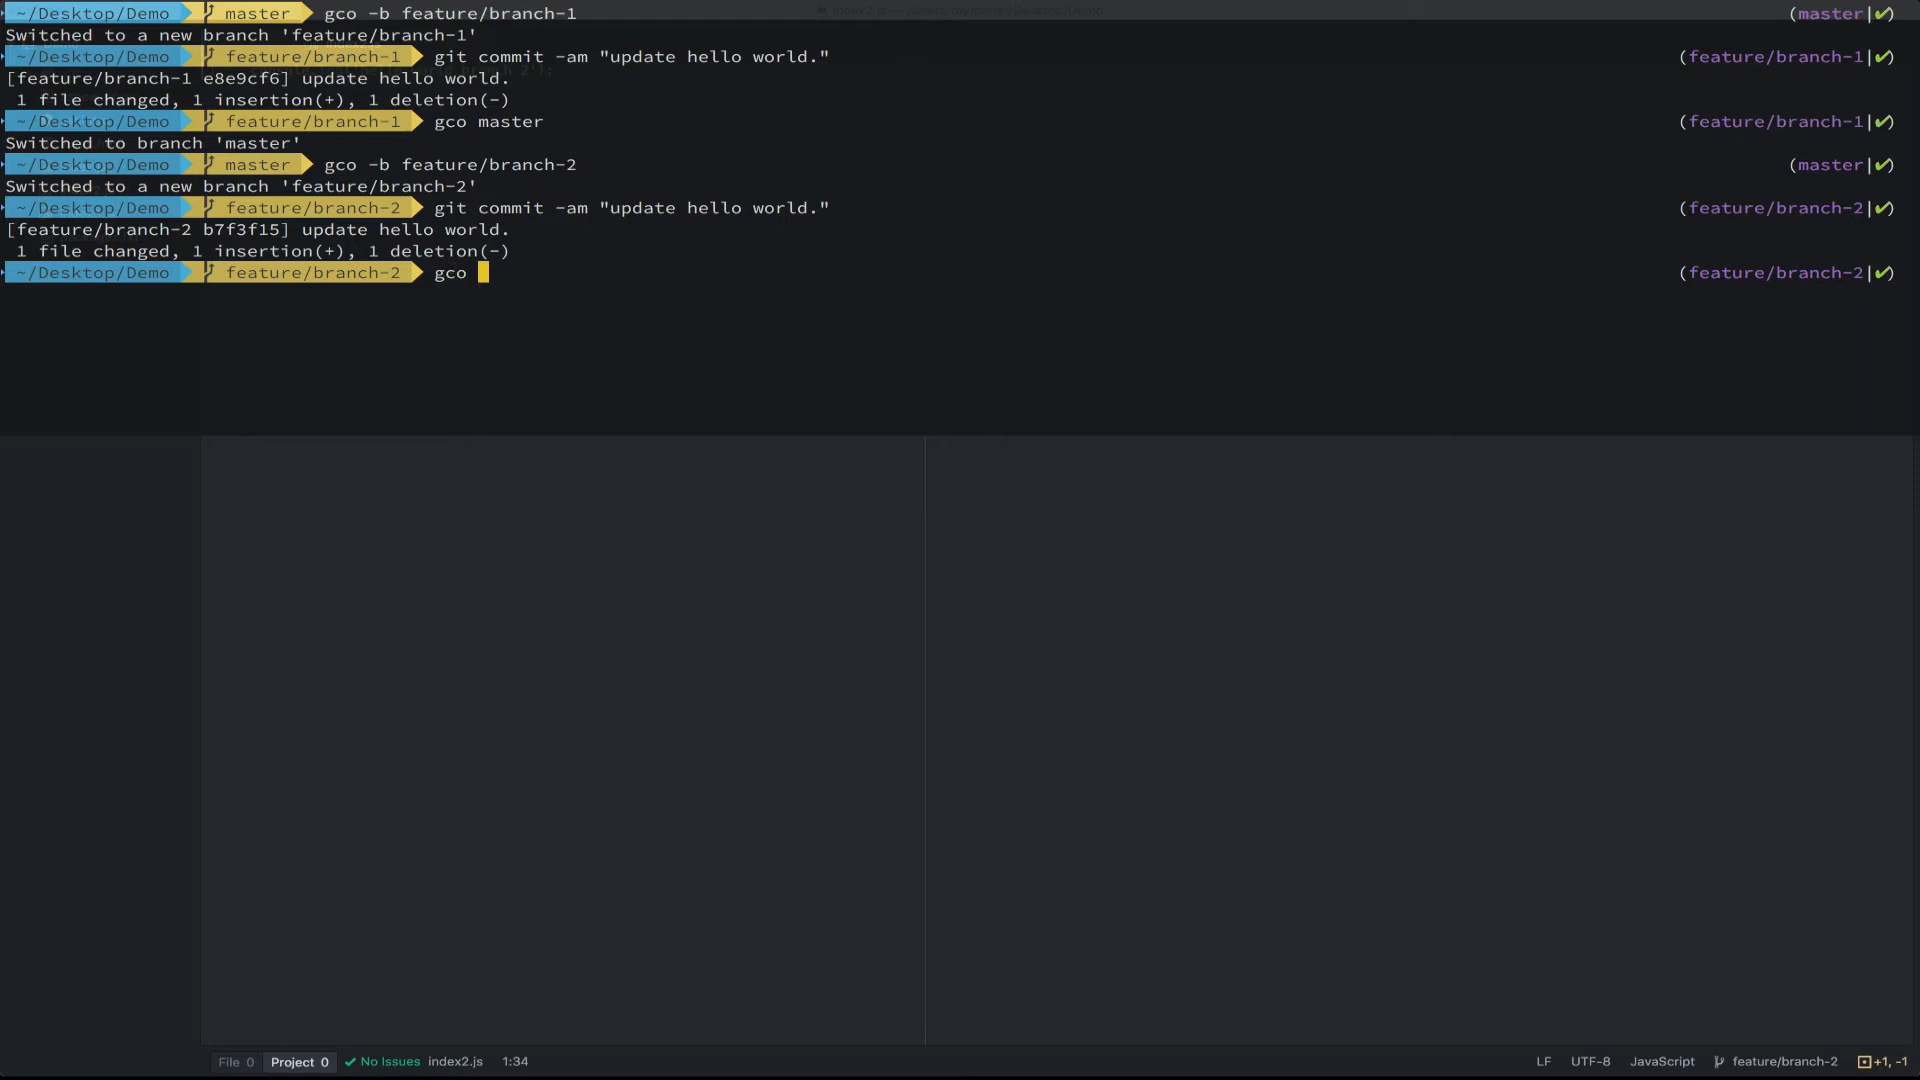 ~/Desktop/Demo master gco -b feature/branch-1 (master|✔)
Switched to a new branch 'feature/branch-1'
~/Desktop/Demo feature/branch-1 git commit -am "update hello world." (feature/branch-1|✔)
[feature/branch-1 e8e9cf6] update hello world.
1 file changed, 1 insertion(+), 1 deletion(-)
~/Desktop/Demo feature/branch-1 gco master (feature/branch-1|✔)
Switched to branch 'master'
~/Desktop/Demo master gco -b feature/branch-2 (master|✔)
Switched to a new branch 'feature/branch-2'
~/Desktop/Demo feature/branch-2 git commit -am "update hello world." (feature/branch-2|✔)
[feature/branch-2 b7f3f15] update hello world.
1 file changed, 1 insertion(+), 1 deletion(-)
~/Desktop/Demo feature/branch-2 gco (feature/branch-2|✔)
File 0 Project 0 ✔ No Issues index2.js 1:34 LF UTF-8 JavaScript feature/branch-2 +1, -1